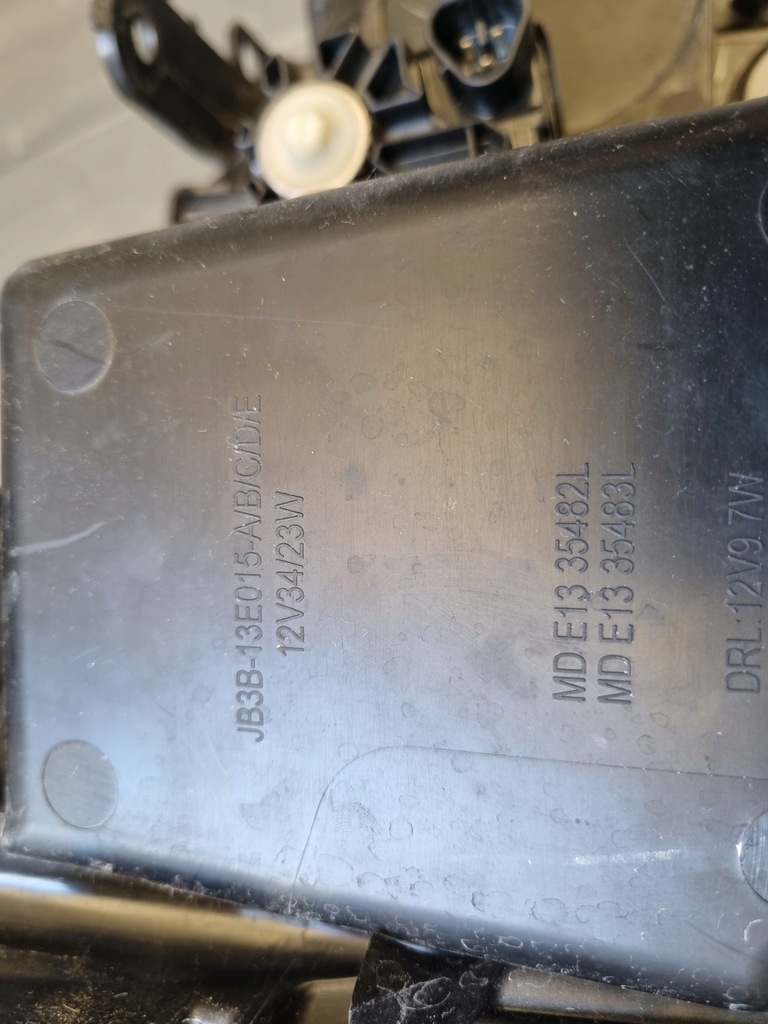 JB3B-13E015-A/B/C/D/E
12V34/23W
MD E13 35482L
MD E13 35483L
DRL:12V9.7W